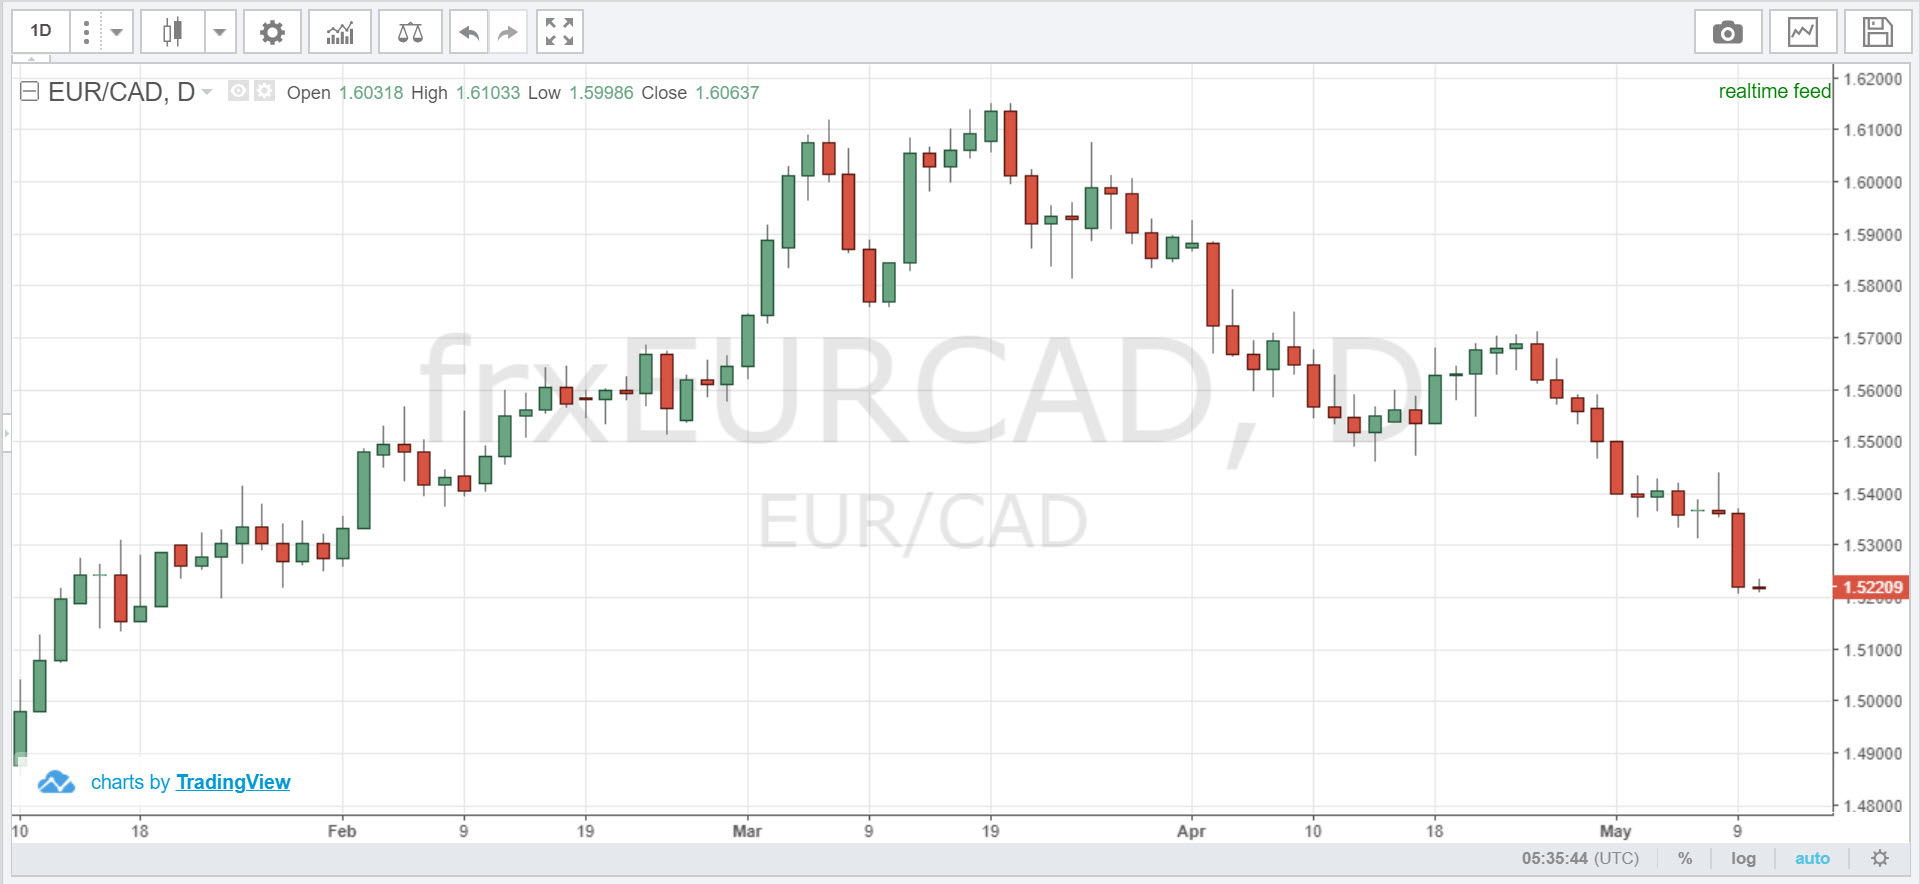 1D
EUR/CAD, D Open 1.60318 High 1.61033 Low 1.59986 Close 1.60637
realtime feed
1.62000
1.61000
1.60000
1.59000
1.58000
1.57000
1.56000
1.55000
1.54000
1.53000
1.52209
1.52000
1.51000
1.50000
1.49000
1.48000
frxEURCAD, D
EUR/CAD
charts by TradingView
10 18 Feb 9 19 Mar 9 19 Apr 10 18 May 9
05:35:44 (UTC) % log auto